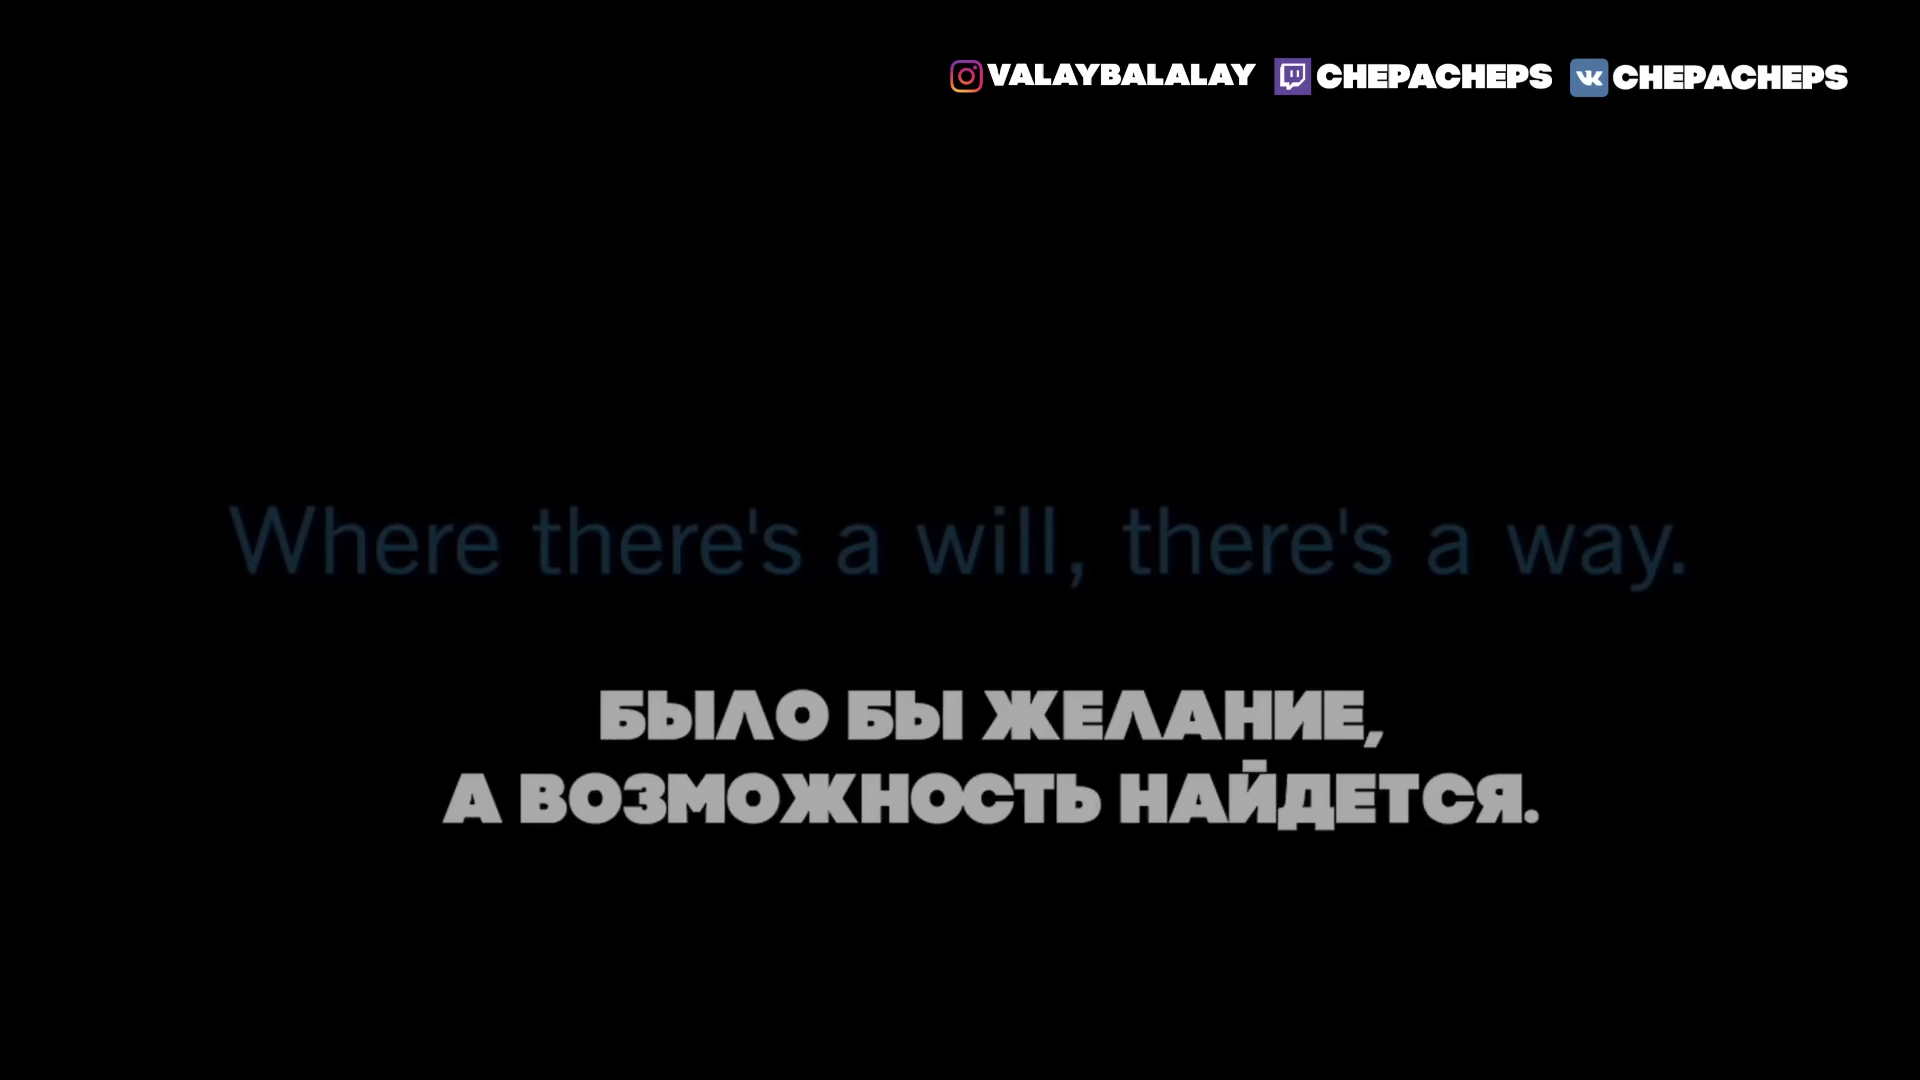 VALAYBALALAY CHEPACHEPS CHEPACHEPS
Where there's a will, there's a way.
БЫЛО БЫ ЖЕЛАНИЕ,
А ВОЗМОЖНОСТЬ НАЙДЕТСЯ.